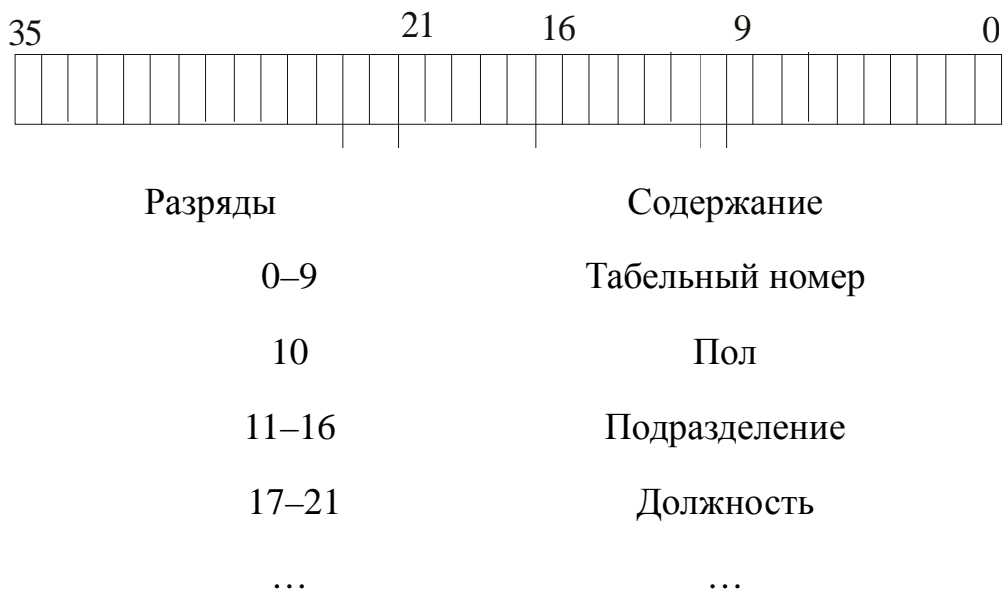 35 21 16 9 0
Разряды Содержание
0–9 Табельный номер
10 Пол
11–16 Подразделение
17–21 Должность
… …